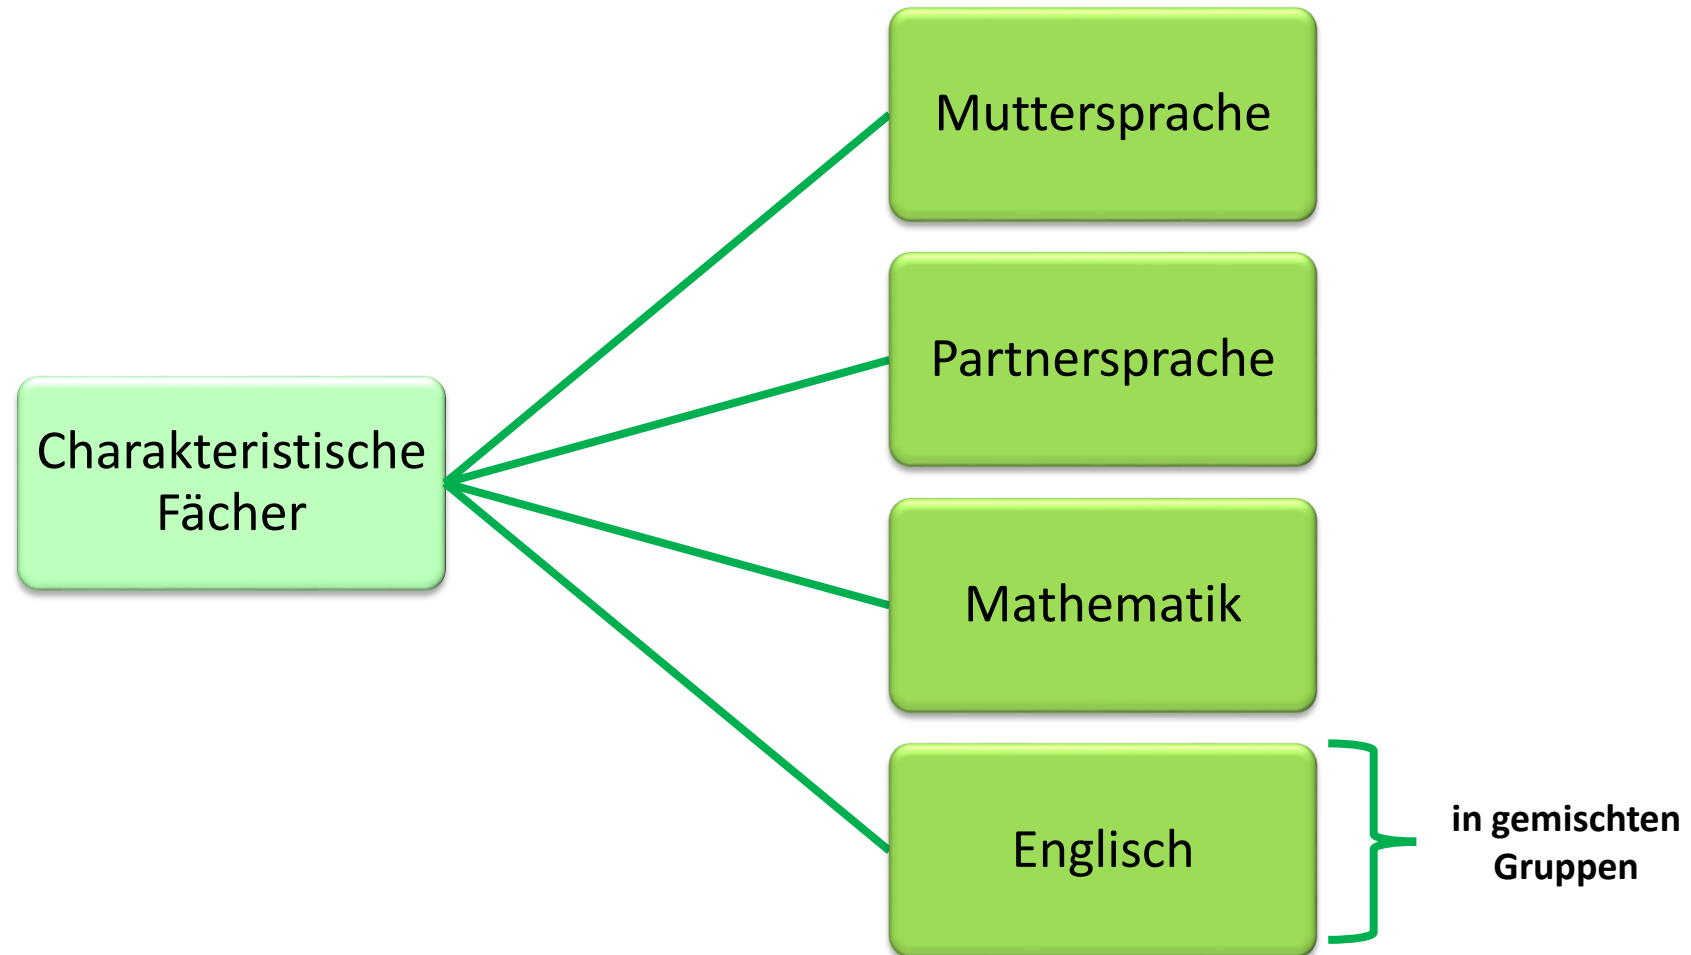 Muttersprache
Partnersprache
Charakteristische
Fächer
Mathematik
Englisch
in gemischten
Gruppen